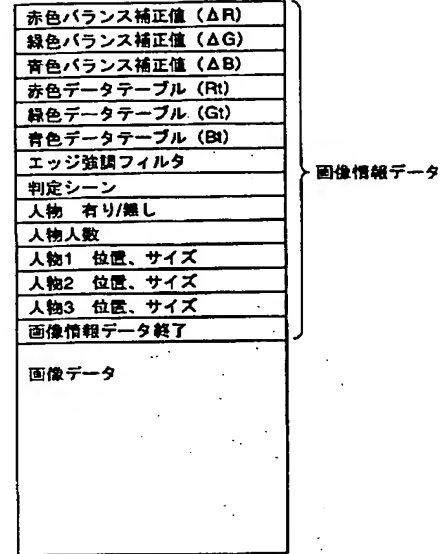 赤色バランス補正値 (ΔR)
緑色バランス補正値 (ΔG)
青色バランス補正値 (ΔB)
赤色データテーブル (Rt)
緑色データテーブル (Gt)
青色データテーブル (Bt)
エッジ強調フィルタ
判定シーン
人物 有り/無し
人物人数
人物1 位置、サイズ
人物2 位置、サイズ
人物3 位置、サイズ
画像情報データ終了
画像情報データ
画像データ